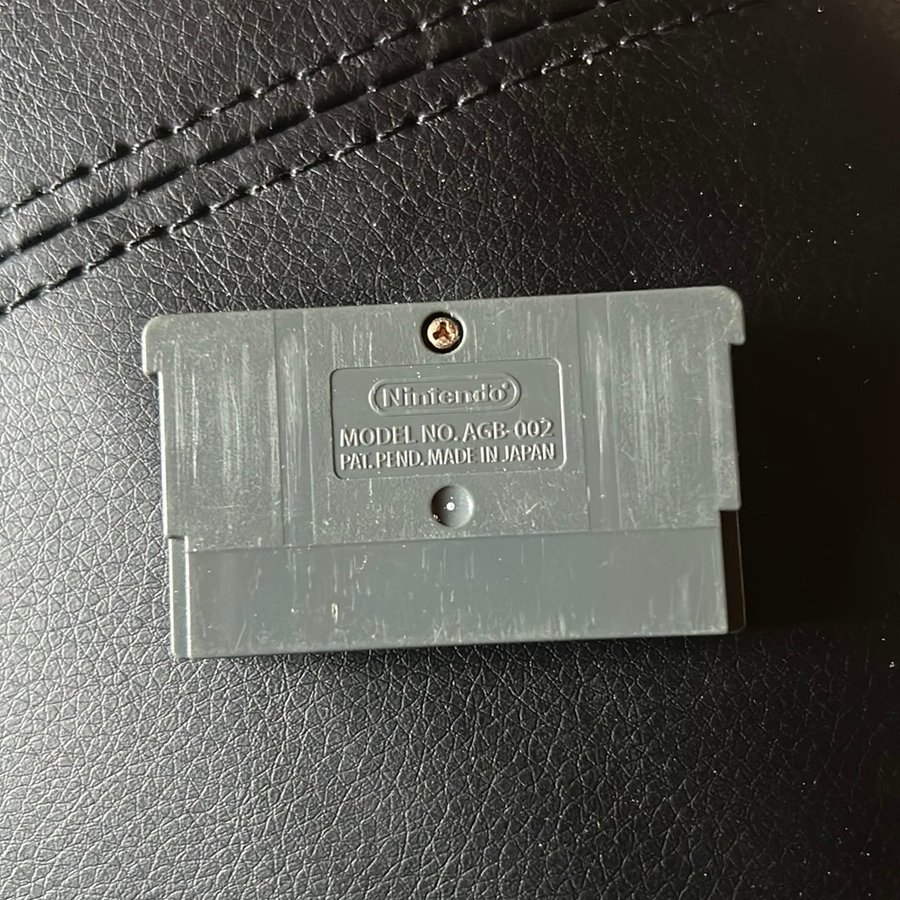 Nintendo®
MODEL NO. AGB-002
PAT. PEND. MADE IN JAPAN